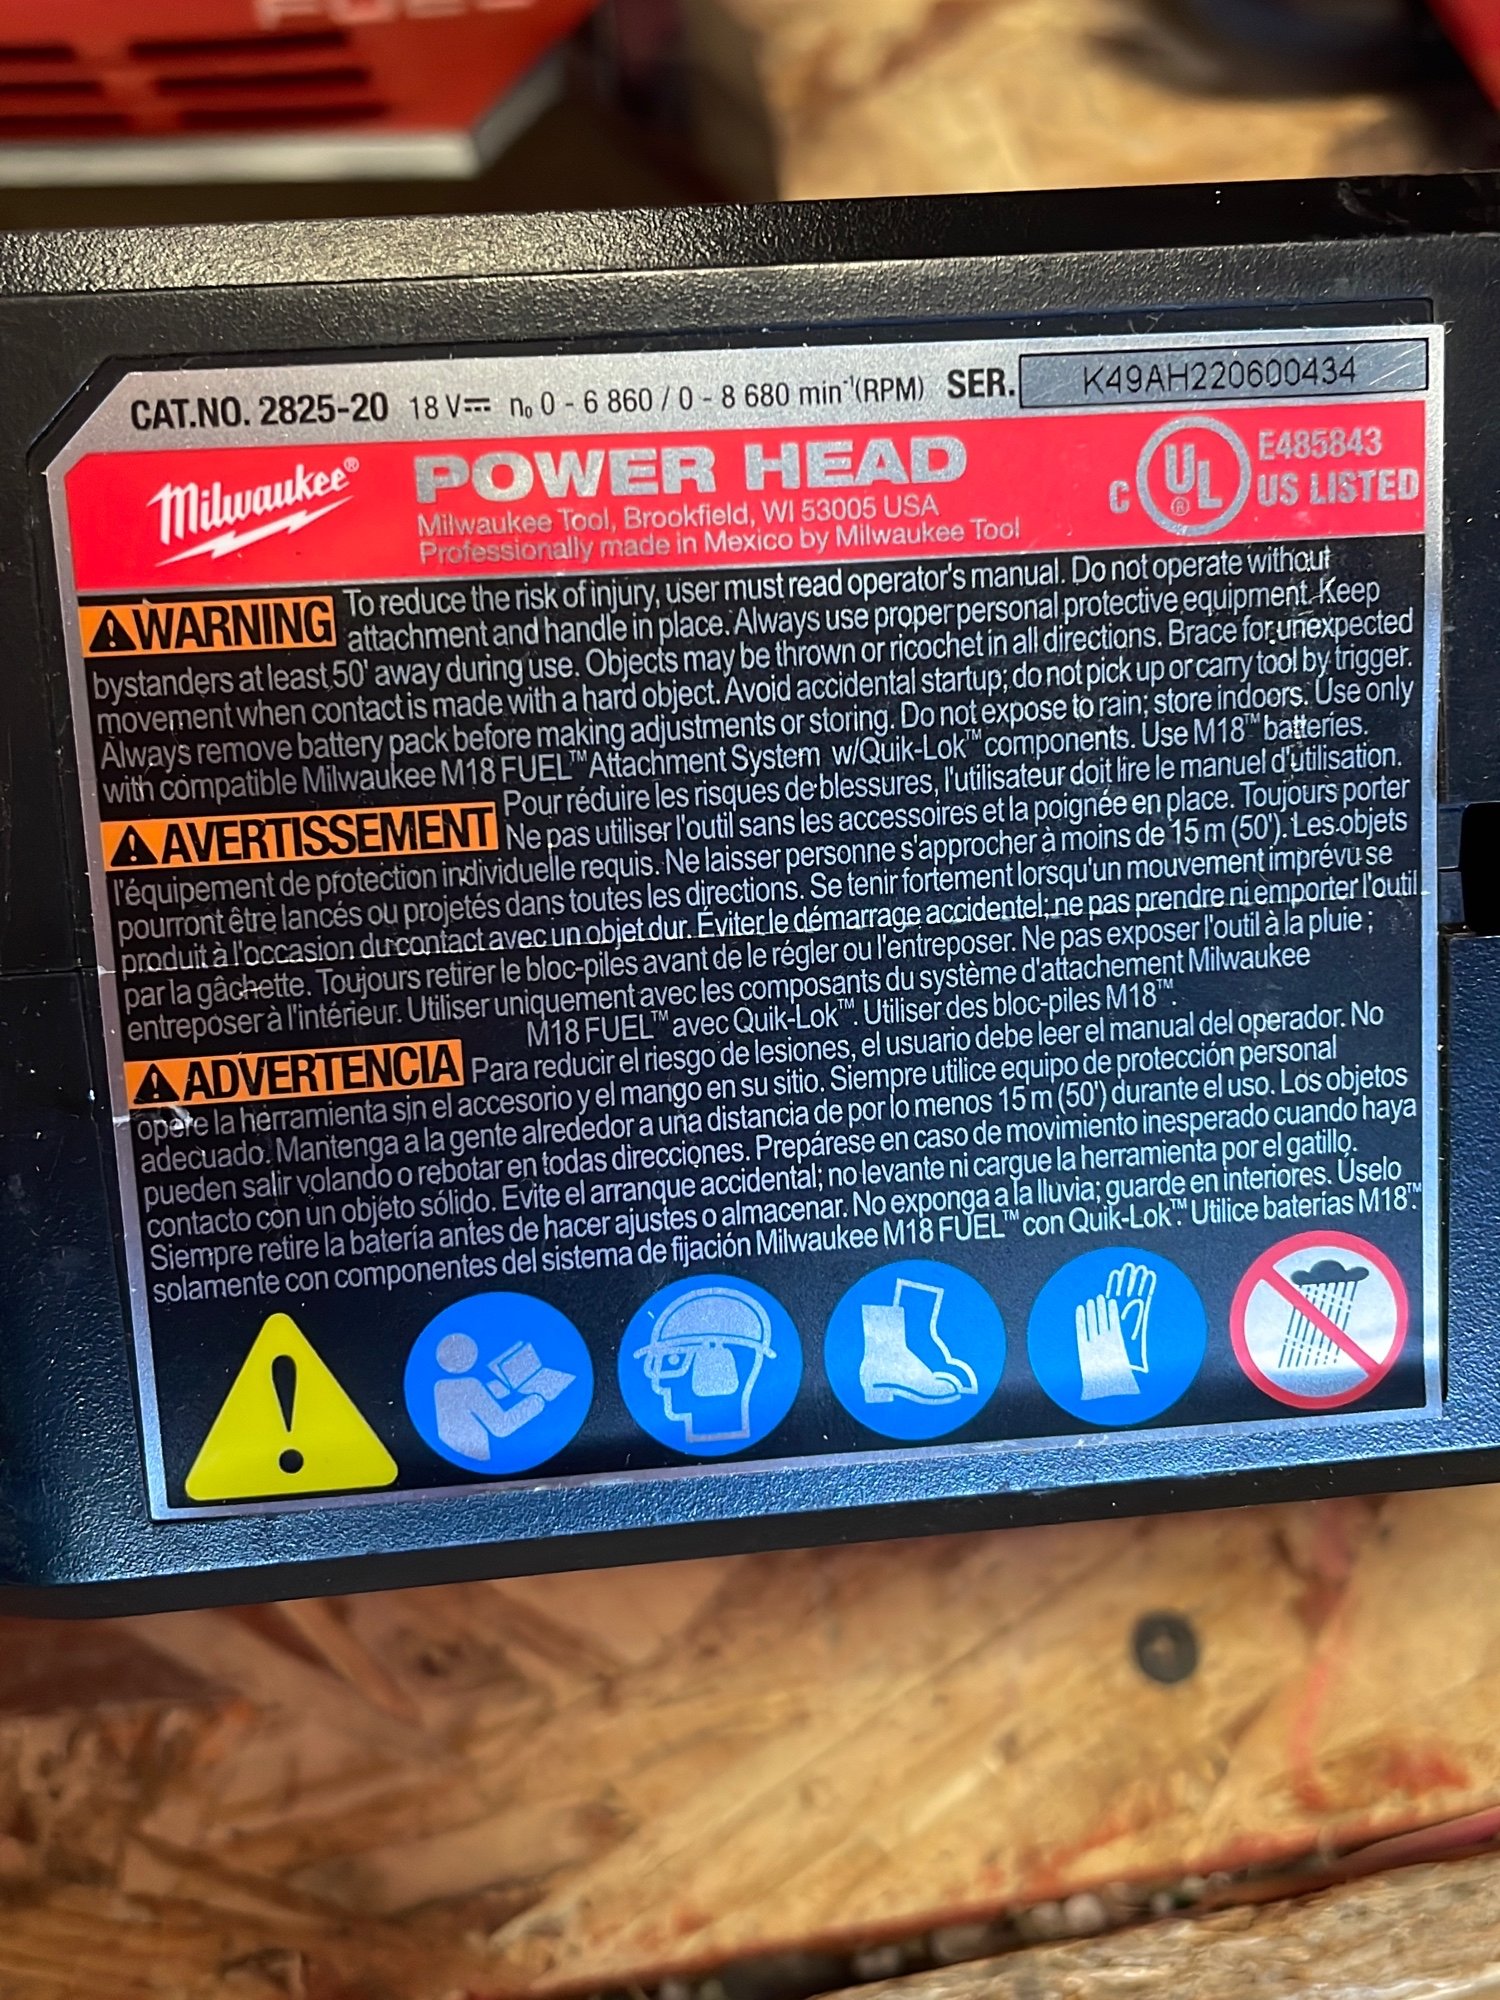 FUEL
CAT.NO. 2825-20 18 V⎓ n₀ 0 - 6 860 / 0 - 8 680 min⁻¹(RPM) SER. K49AH220600434
Milwaukee® POWER HEAD
Milwaukee Tool, Brookfield, WI 53005 USA
Professionally made in Mexico by Milwaukee Tool
C UL® E485843
US LISTED
⚠WARNING To reduce the risk of injury, user must read operator's manual. Do not operate without
attachment and handle in place. Always use proper personal protective equipment. Keep
bystanders at least 50' away during use. Objects may be thrown or ricochet in all directions. Brace for unexpected
movement when contact is made with a hard object. Avoid accidental startup; do not pick up or carry tool by trigger.
Always remove battery pack before making adjustments or storing. Do not expose to rain; store indoors. Use only
with compatible Milwaukee M18 FUEL™ Attachment System w/Quik-Lok™ components. Use M18™ batteries.
⚠AVERTISSEMENT Pour réduire les risques de blessures, l'utilisateur doit lire le manuel d'utilisation.
Ne pas utiliser l'outil sans les accessoires et la poignée en place. Toujours porter
l'équipement de protection individuelle requis. Ne laisser personne s'approcher à moins de 15 m (50'). Les objets
pourront être lancés ou projetés dans toutes les directions. Se tenir fortement lorsqu'un mouvement imprévu se
produit à l'occasion du contact avec un objet dur. Éviter le démarrage accidentel; ne pas prendre ni emporter l'outil
par la gâchette. Toujours retirer le bloc-piles avant de le régler ou l'entreposer. Ne pas exposer l'outil à la pluie ;
entreposer à l'intérieur. Utiliser uniquement avec les composants du système d'attachement Milwaukee
M18 FUEL™ avec Quik-Lok™. Utiliser des bloc-piles M18™.
⚠ADVERTENCIA Para reducir el riesgo de lesiones, el usuario debe leer el manual del operador. No
opere la herramienta sin el accesorio y el mango en su sitio. Siempre utilice equipo de protección personal
adecuado. Mantenga a la gente alrededor a una distancia de por lo menos 15 m (50') durante el uso. Los objetos
pueden salir volando o rebotar en todas direcciones. Prepárese en caso de movimiento inesperado cuando haya
contacto con un objeto sólido. Evite el arranque accidental; no levante ni cargue la herramienta por el gatillo.
Siempre retire la batería antes de hacer ajustes o almacenar. No exponga a la lluvia; guarde en interiores. Úselo
solamente con componentes del sistema de fijación Milwaukee M18 FUEL™ con Quik-Lok™. Utilice baterías M18™.